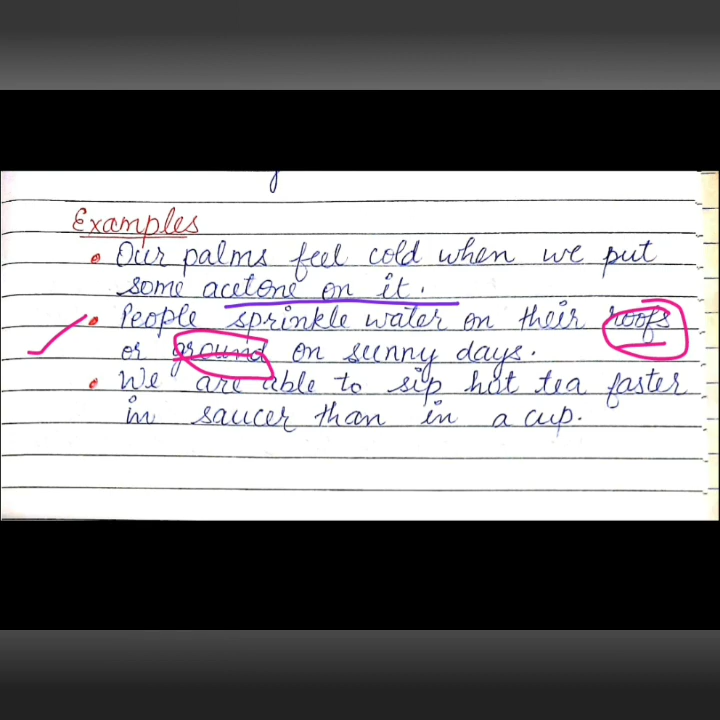 Examples
• Our palms feel cold when we put
some acetone on it.
• People sprinkle water on their roofs
or ground on sunny days.
• We are able to sip hot tea faster
in saucer than in a cup.